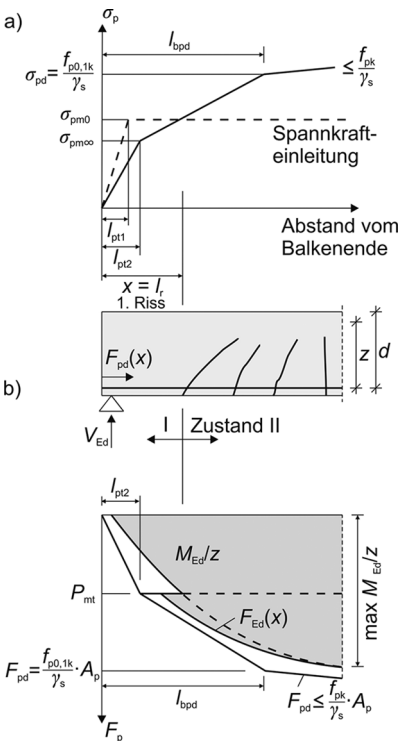 a)
σp
lbpd
σpd = fp0,1k/γs
≤ fpk/γs
σpm0
σpm∞
Spannkraft-
einleitung
Abstand vom
Balkenende
lpt1
lpt2
x = lr
1. Riss
Fpd(x)
z
d
b)
VEd
I
Zustand II
lpt2
MEd/z
Pmt
FEd(x)
max MEd/z
Fpd = fp0,1k/γs · Ap
lbpd
Fpd ≤ fpk/γs · Ap
Fp